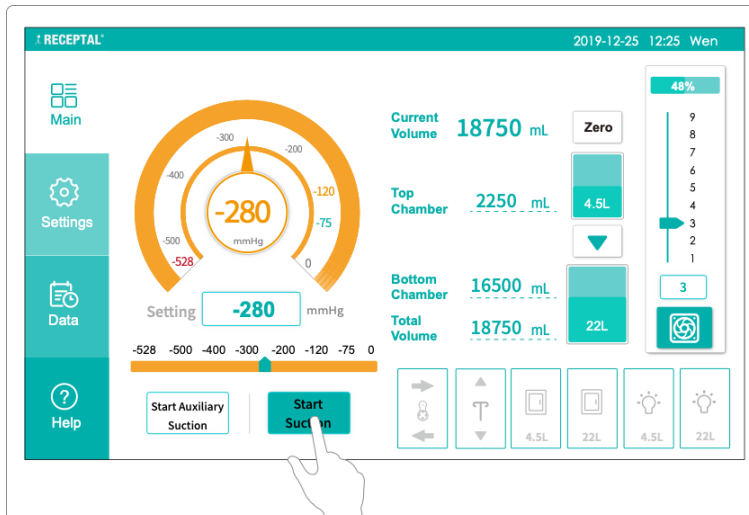 RECEPTAL®
2019-12-25 12:25 Wen
Main
Settings
Data
Help
-300
-200
-400
-120
-280
-75
mmHg
-500
-528
0
Setting
-280
mmHg
-528 -500 -400 -300 -200 -120 -75 0
Start Auxiliary
Suction
Start
Suction
Current
Volume
18750 mL
Zero
Top
Chamber
2250 mL
4.5L
Bottom
Chamber
16500 mL
Total
Volume
18750 mL
22L
48%
9
8
7
6
5
4
3
2
1
3
4.5L
22L
4.5L
22L